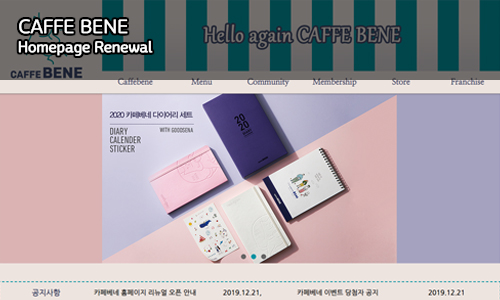 CAFFE BENE
Homepage Renewal
Hello again CAFFE BENE
CAFFE BENE
Caffebene Menu Community Membership Store Franchise
2020 카페베네 다이어리 세트
DIARY
CALENDER
STICKER
WITH GOODSENA
20
20
공지사항 카페베네 홈페이지 리뉴얼 오픈 안내 2019.12.21, 카페베네 이벤트 당첨자 공지 2019.12.21